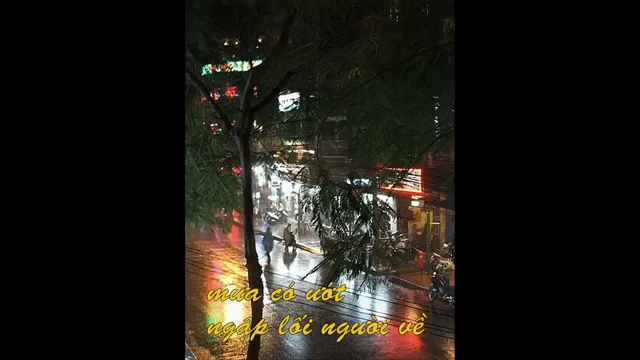 mưa có ướt
ngập lối người về